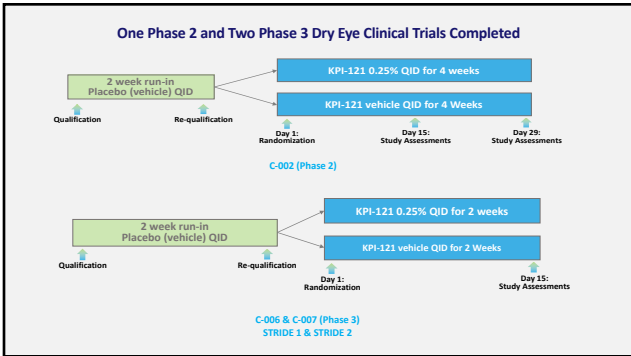 One Phase 2 and Two Phase 3 Dry Eye Clinical Trials Completed
2 week run-in
Placebo (vehicle) QID
KPI-121 0.25% QID for 4 weeks
KPI-121 vehicle QID for 4 Weeks
Qualification
Re-qualification
Day 1:
Randomization
Day 15:
Study Assessments
Day 29:
Study Assessments
C-002 (Phase 2)
2 week run-in
Placebo (vehicle) QID
KPI-121 0.25% QID for 2 weeks
KPI-121 vehicle QID for 2 Weeks
Qualification
Re-qualification
Day 1:
Randomization
Day 15:
Study Assessments
C-006 & C-007 (Phase 3)
STRIDE 1 & STRIDE 2